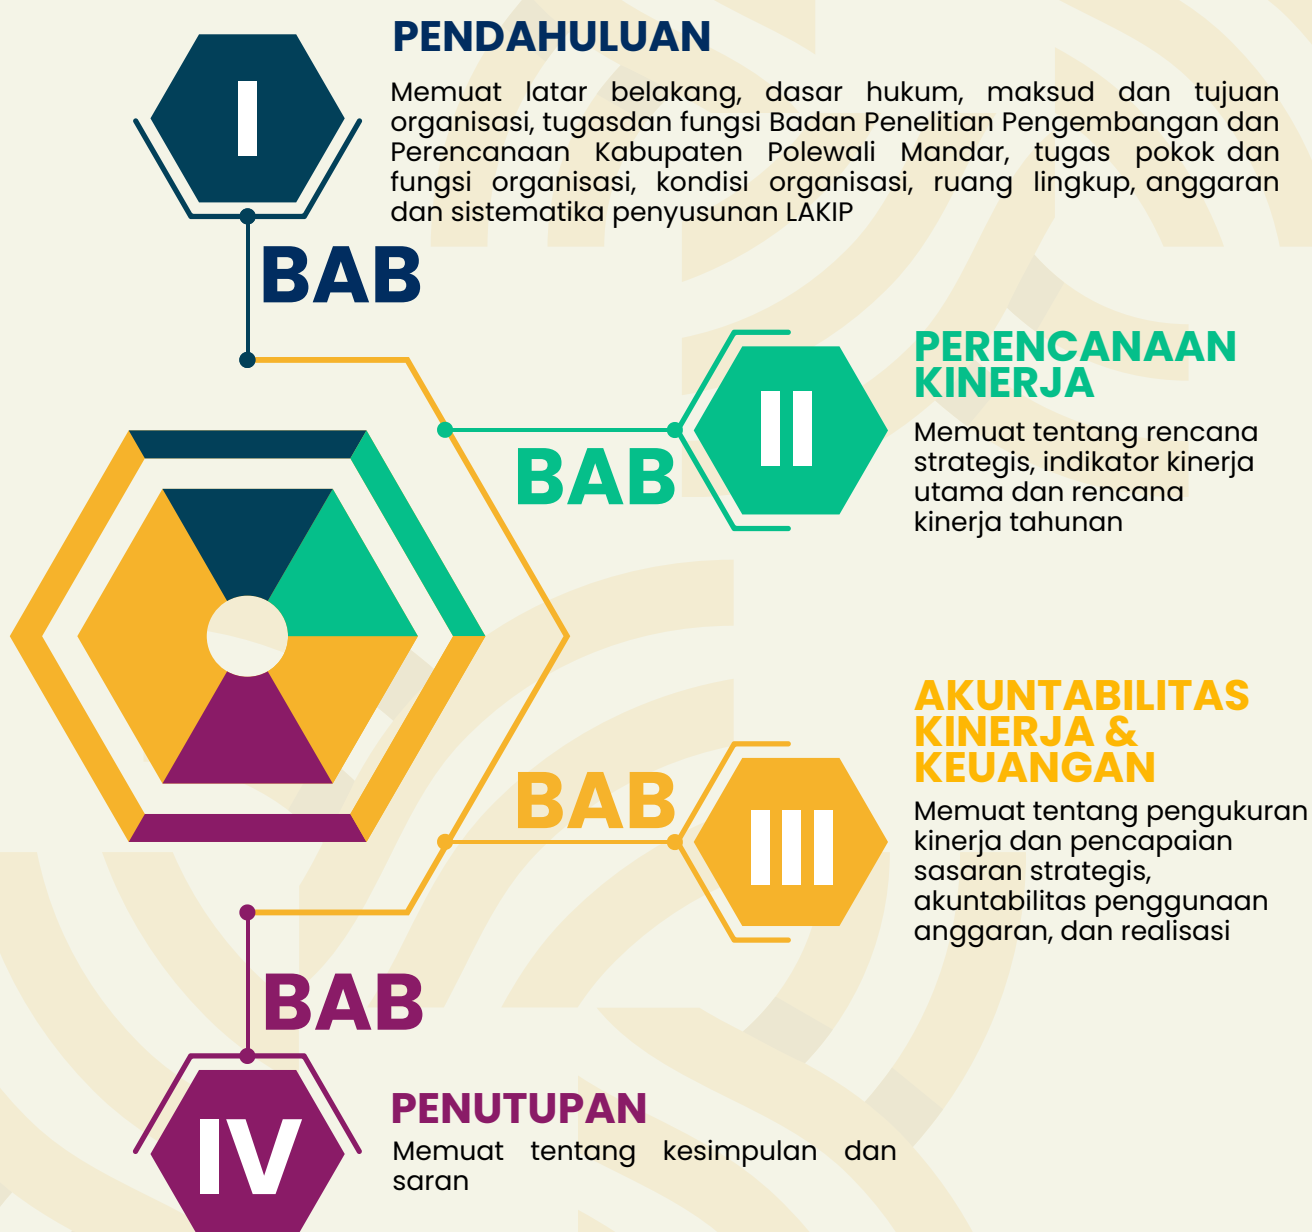 I
PENDAHULUAN
Memuat latar belakang, dasar hukum, maksud dan tujuan
organisasi, tugasdan fungsi Badan Penelitian Pengembangan dan
Perencanaan Kabupaten Polewali Mandar, tugas pokok dan
fungsi organisasi, kondisi organisasi, ruang lingkup, anggaran
dan sistematika penyusunan LAKIP
BAB
II
BAB
PERENCANAAN
KINERJA
Memuat tentang rencana
strategis, indikator kinerja
utama dan rencana
kinerja tahunan
BAB
III
AKUNTABILITAS
KINERJA &
KEUANGAN
Memuat tentang pengukuran
kinerja dan pencapaian
sasaran strategis,
akuntabilitas penggunaan
anggaran, dan realisasi
BAB
IV
PENUTUPAN
Memuat tentang kesimpulan dan
saran